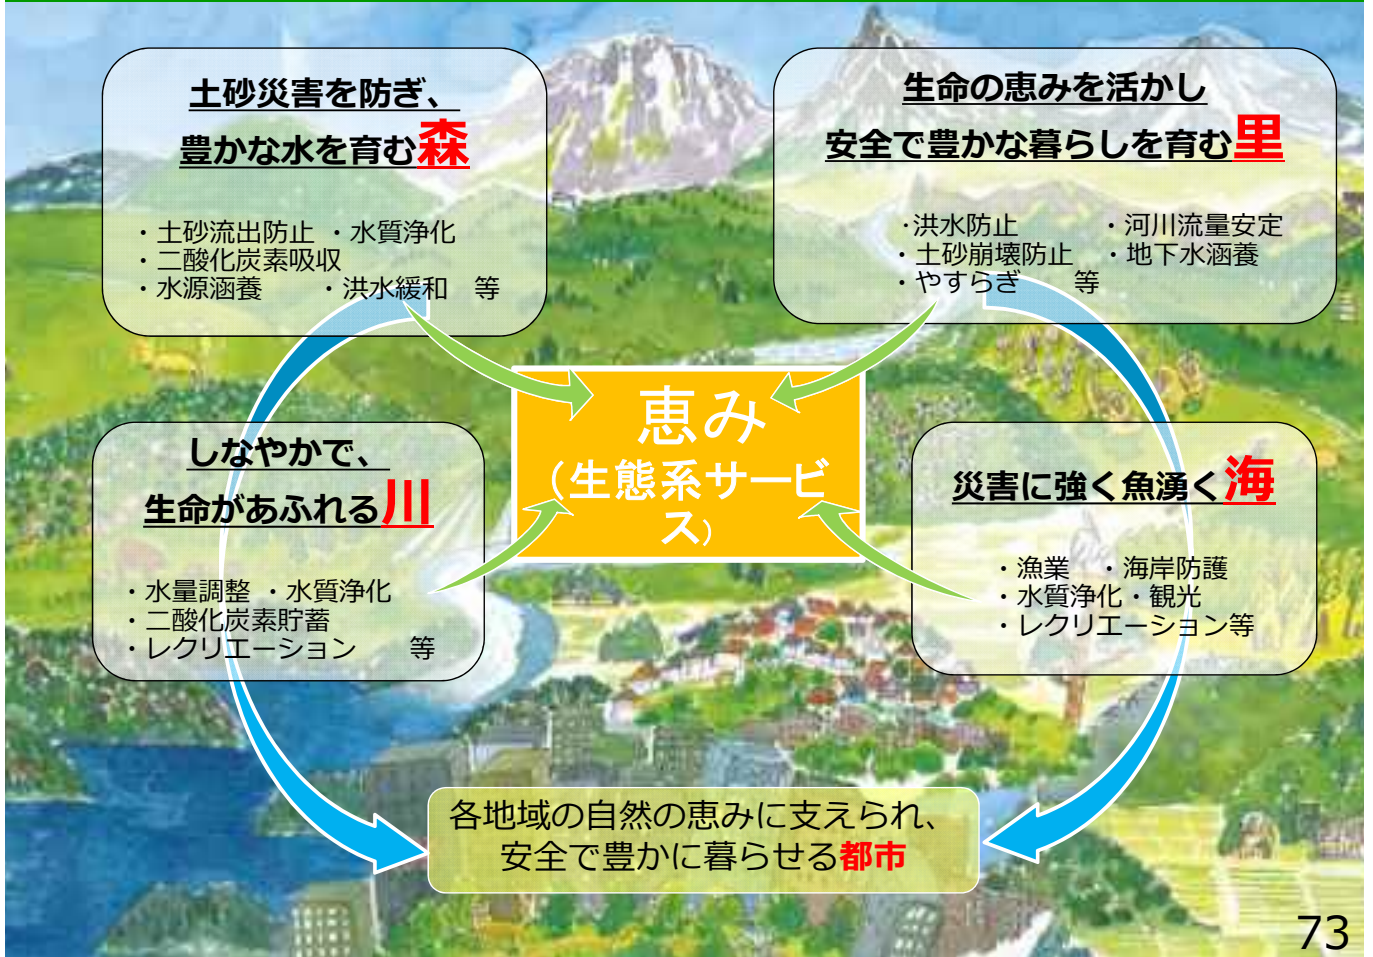 土砂災害を防ぎ、
豊かな水を育む森
・土砂流出防止 ・水質浄化
・二酸化炭素吸収
・水源涵養 ・洪水緩和 等
生命の恵みを活かし
安全で豊かな暮らしを育む里
・洪水防止 ・河川流量安定
・土砂崩壊防止 ・地下水涵養
・やすらぎ 等
恵み
（生態系サービ
ス）
しなやかで、
生命があふれる川
・水量調整 ・水質浄化
・二酸化炭素貯蓄
・レクリエーション 等
災害に強く魚湧く海
・漁業 ・海岸防護
・水質浄化・観光
・レクリエーション等
各地域の自然の恵みに支えられ、
安全で豊かに暮らせる都市
73